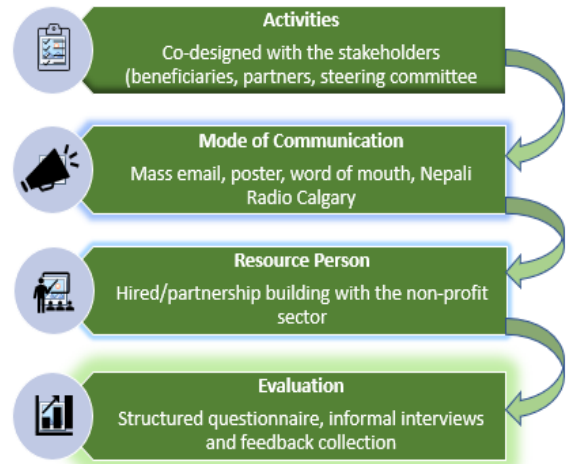 Activities
Co-designed with the stakeholders
(beneficiaries, partners, steering committee
Mode of Communication
Mass email, poster, word of mouth, Nepali
Radio Calgary
Resource Person
Hired/partnership building with the non-profit
sector
Evaluation
Structured questionnaire, informal interviews
and feedback collection